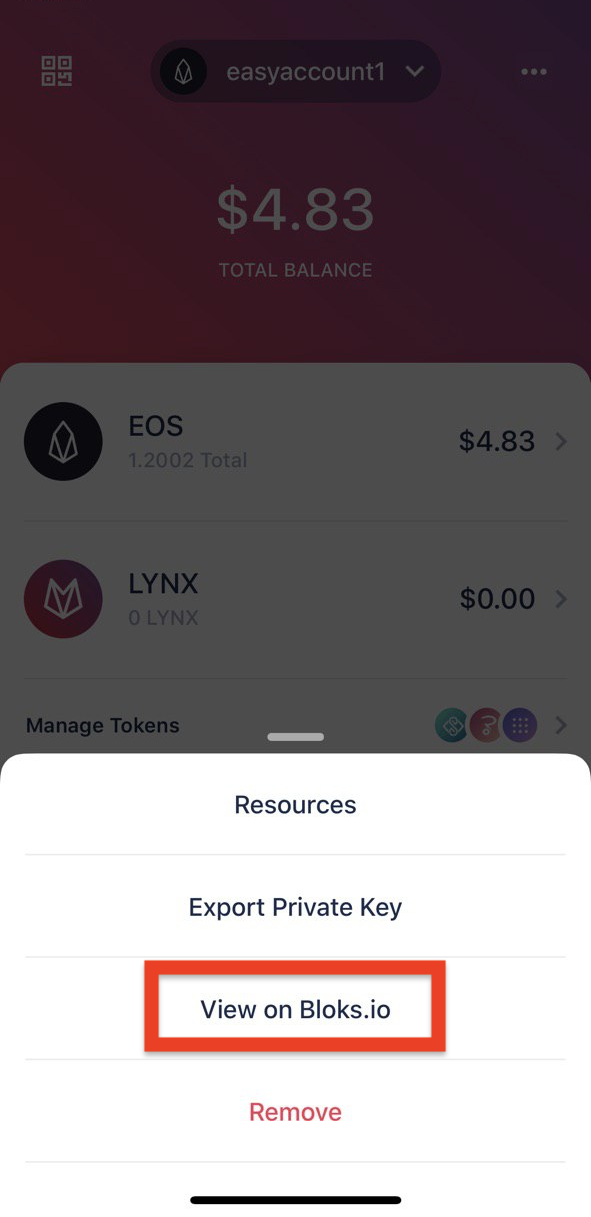 easyaccount1
$4.83
TOTAL BALANCE
EOS
1.2002 Total
$4.83
LYNX
0 LYNX
$0.00
Manage Tokens
Resources
Export Private Key
View on Bloks.io
Remove